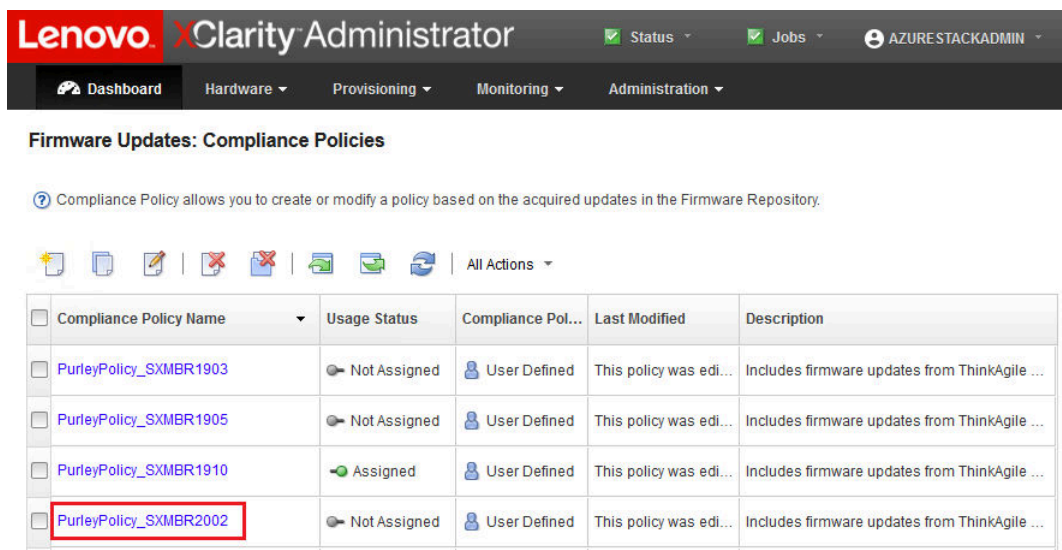 Lenovo. XClarity Administrator Status Jobs AZURESTACKADMIN
Dashboard Hardware Provisioning Monitoring Administration
Firmware Updates: Compliance Policies
? Compliance Policy allows you to create or modify a policy based on the acquired updates in the Firmware Repository.
All Actions
Compliance Policy Name Usage Status Compliance Pol... Last Modified Description
PurleyPolicy_SXMBR1903 Not Assigned User Defined This policy was edi... Includes firmware updates from ThinkAgile ...
PurleyPolicy_SXMBR1905 Not Assigned User Defined This policy was edi... Includes firmware updates from ThinkAgile ...
PurleyPolicy_SXMBR1910 Assigned User Defined This policy was edi... Includes firmware updates from ThinkAgile ...
PurleyPolicy_SXMBR2002 Not Assigned User Defined This policy was edi... Includes firmware updates from ThinkAgile ...